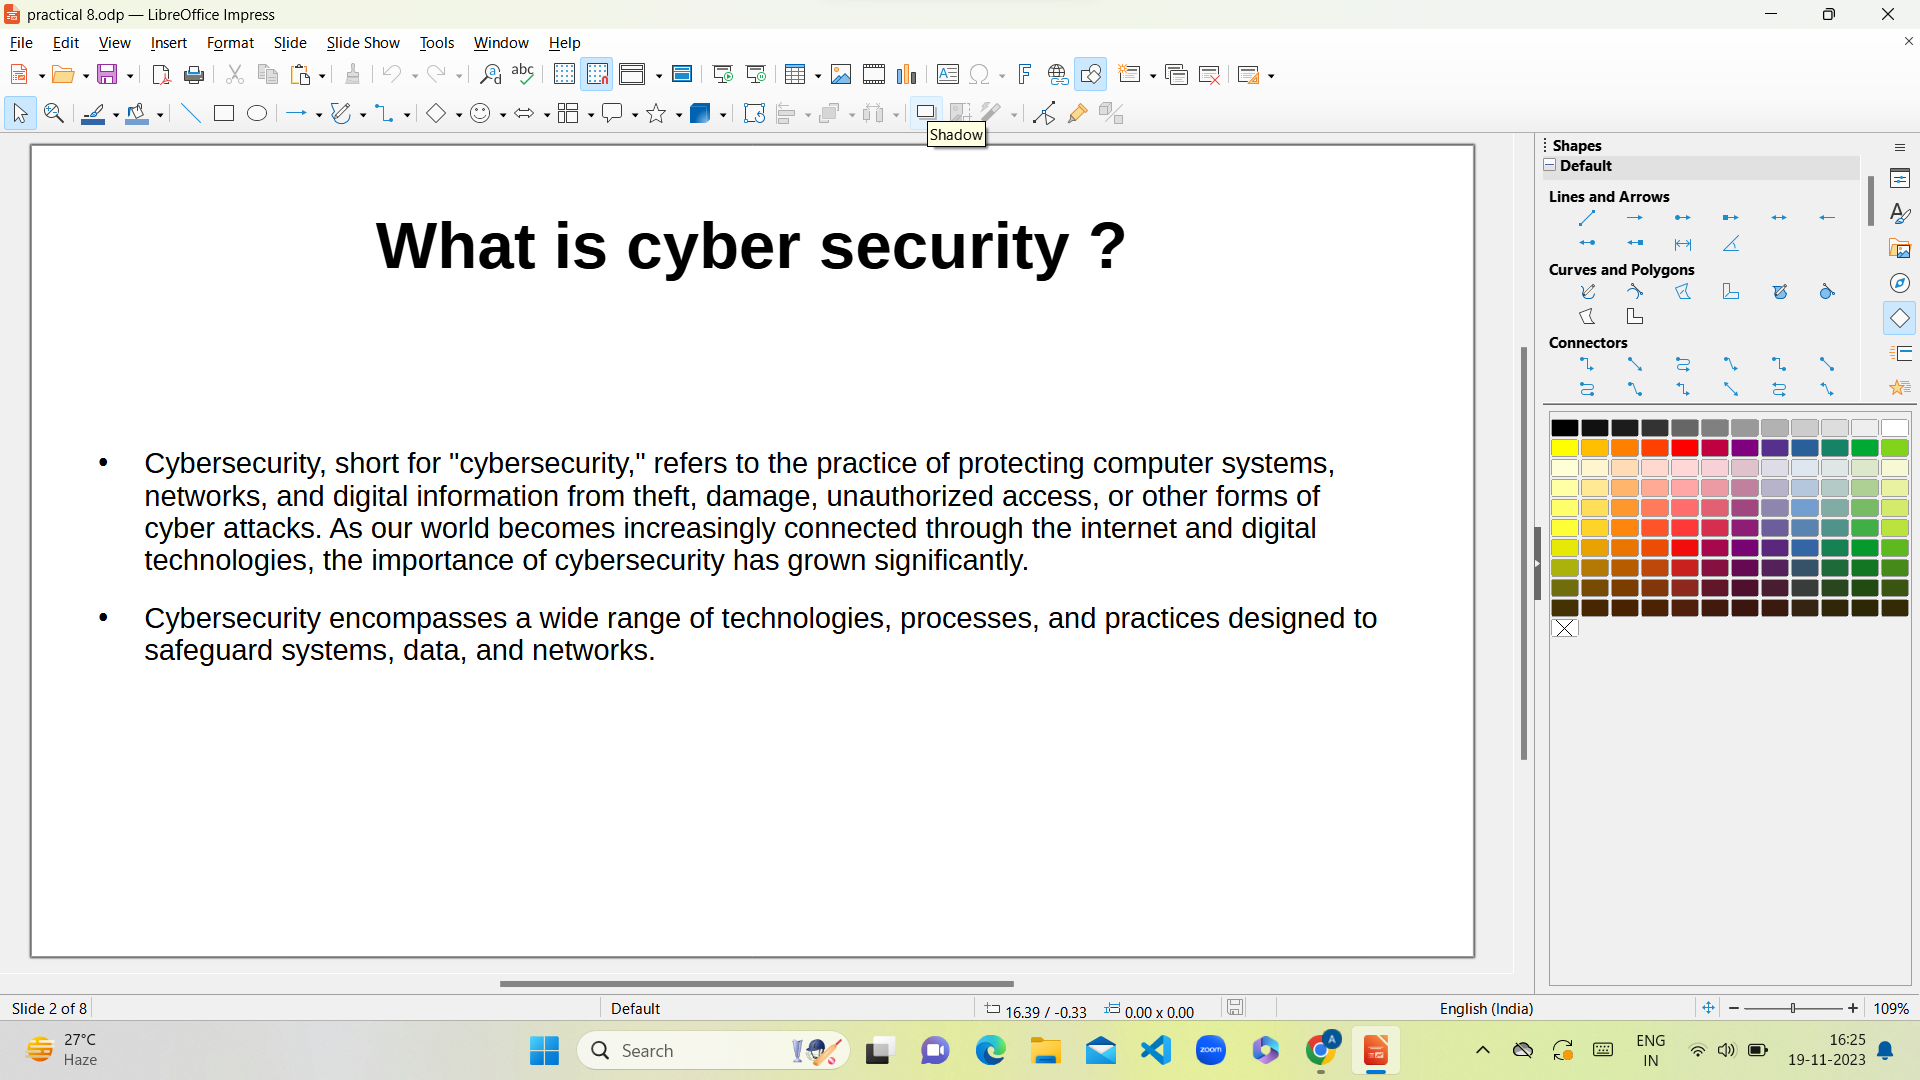 practical 8.odp — LibreOffice Impress
File Edit View Insert Format Slide Slide Show Tools Window Help
Shadow
Shapes
Default
Lines and Arrows
Curves and Polygons
Connectors
What is cyber security ?
• Cybersecurity, short for "cybersecurity," refers to the practice of protecting computer systems,
networks, and digital information from theft, damage, unauthorized access, or other forms of
cyber attacks. As our world becomes increasingly connected through the internet and digital
technologies, the importance of cybersecurity has grown significantly.
• Cybersecurity encompasses a wide range of technologies, processes, and practices designed to
safeguard systems, data, and networks.
Slide 2 of 8 Default 16.39 / -0.33 0.00 x 0.00 English (India) 109%
27°C
Haze
Search
zoom
A
ENG
IN
16:25
19-11-2023